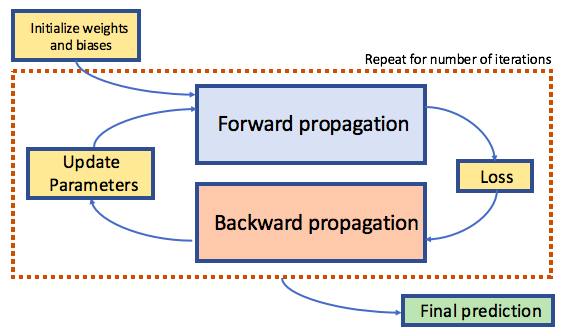 Initialize weights
and biases
Repeat for number of iterations
Forward propagation
Update
Parameters
Loss
Backward propagation
Final prediction